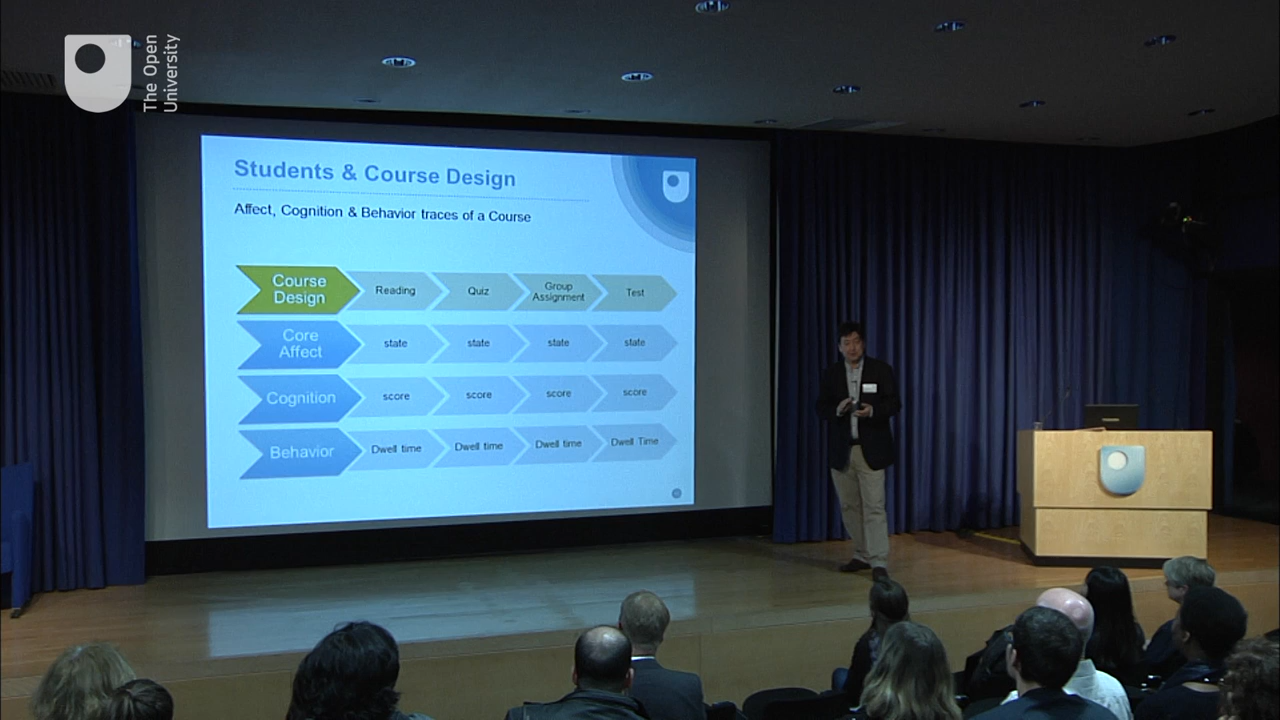 The Open
University
Students & Course Design
Affect, Cognition & Behavior traces of a Course
Course
Design
Reading
Quiz
Group
Assignment
Test
Core
Affect
state
state
state
state
Cognition
score
score
score
score
Behavior
Dwell time
Dwell time
Dwell time
Dwell Time